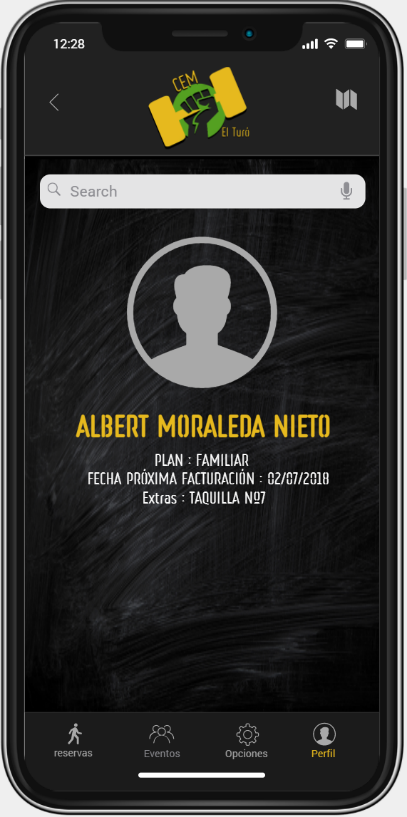 12:28
CEM
El Turó
Search
ALBERT MORALEDA NIETO
PLAN : FAMILIAR
FECHA PRÓXIMA FACTURACIÓN : 02/07/2018
Extras : TAQUILLA Nº7
reservas
Eventos
Opciones
Perfil